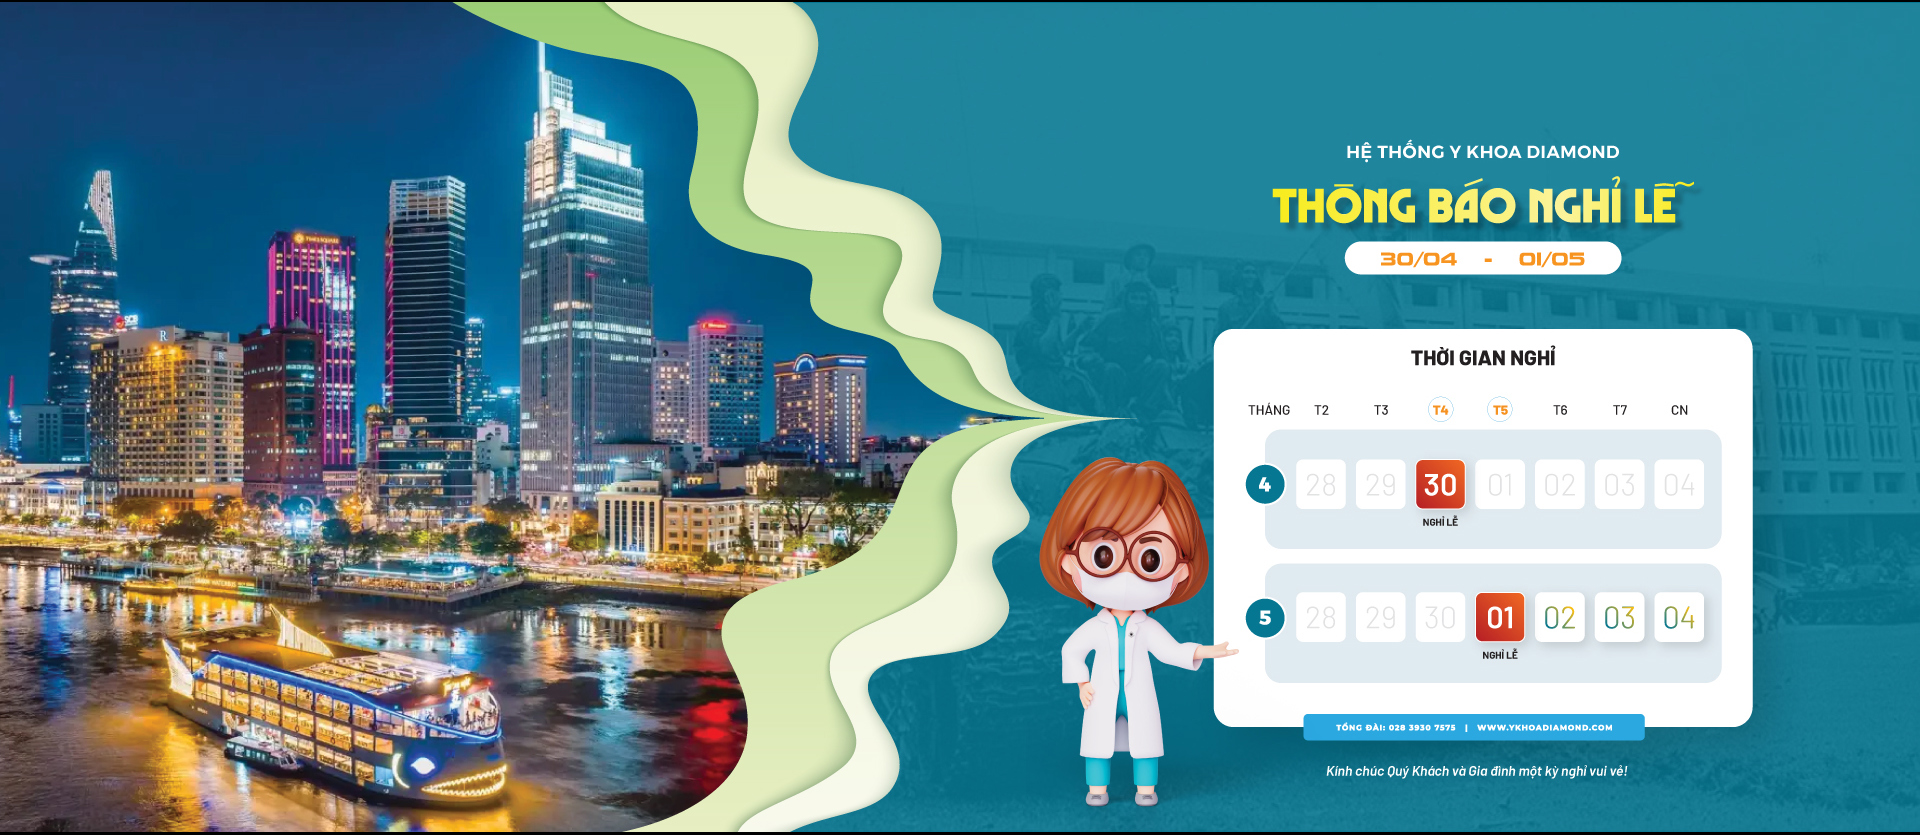 HỆ THỐNG Y KHOA DIAMOND
THÔNG BÁO NGHỈ LỄ
30/04 - 01/05
THỜI GIAN NGHỈ
THÁNG T2 T3 T4 T5 T6 T7 CN
4 28 29 30 01 02 03 04
NGHỈ LỄ
5 28 29 30 01 02 03 04
NGHỈ LỄ
TỔNG ĐÀI: 028 3930 7575 | WWW.YKHOADIAMOND.COM
Kính chúc Quý Khách và Gia đình một kỳ nghỉ vui vẻ!